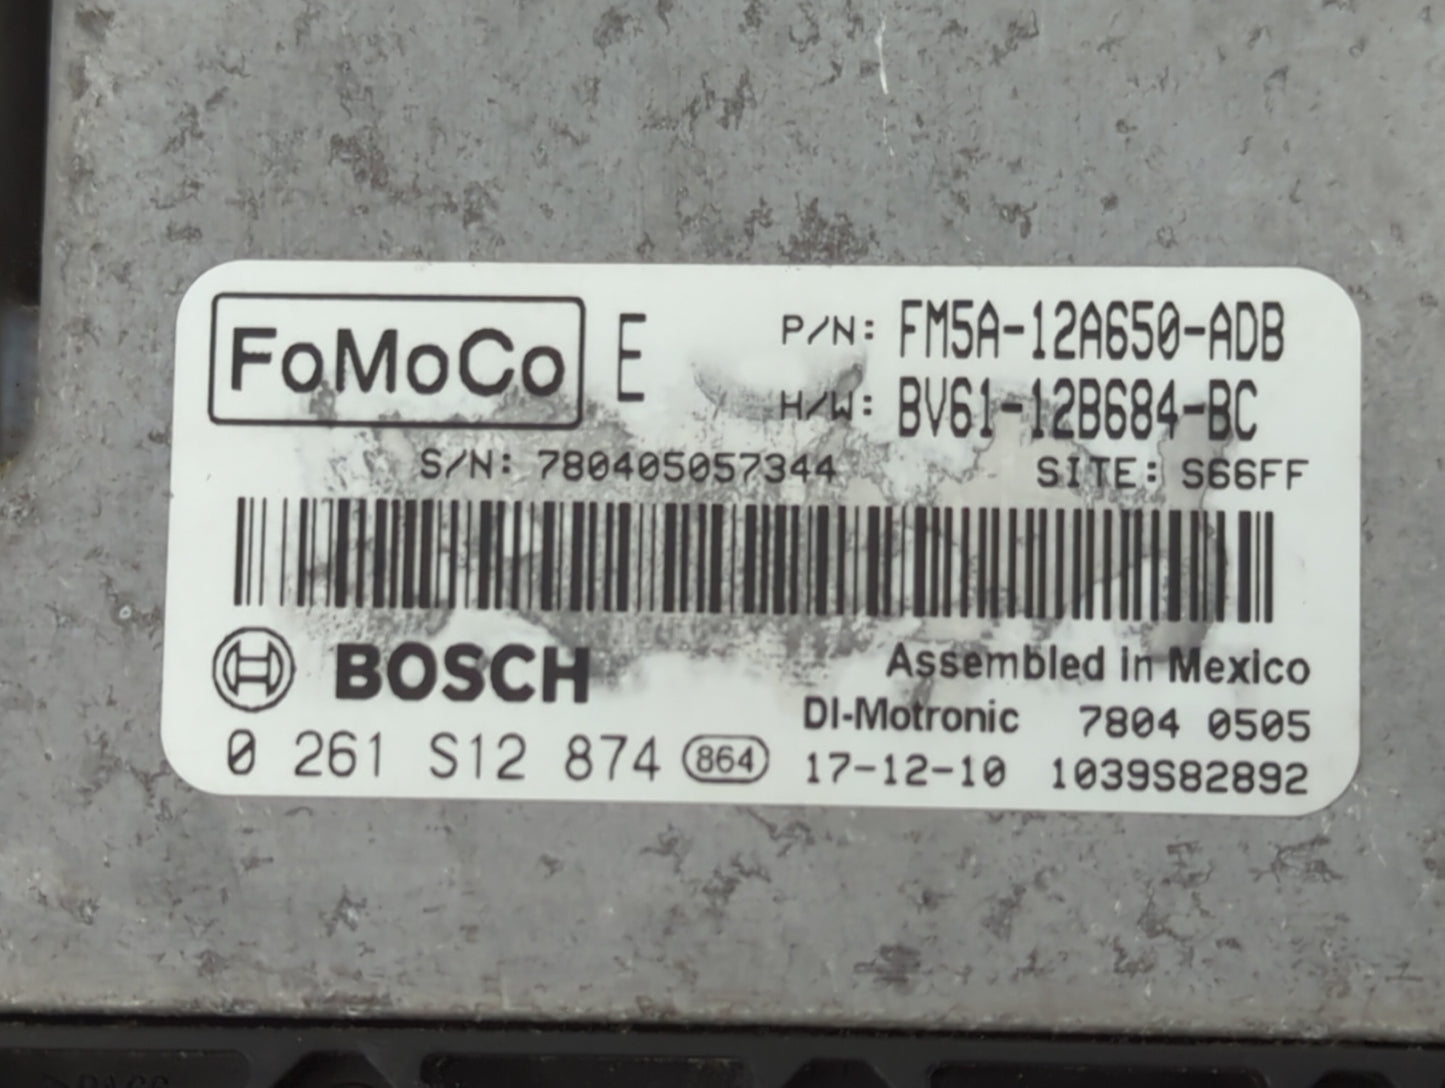 FoMoCo E P/N: FM5A-12A650-ADB
H/W: BV61-12B684-BC
S/N: 780405057344 SITE: S66FF
BOSCH Assembled in Mexico
DI-Motronic 7804 0505
0 261 S12 874 864 17-12-10 1039S82892